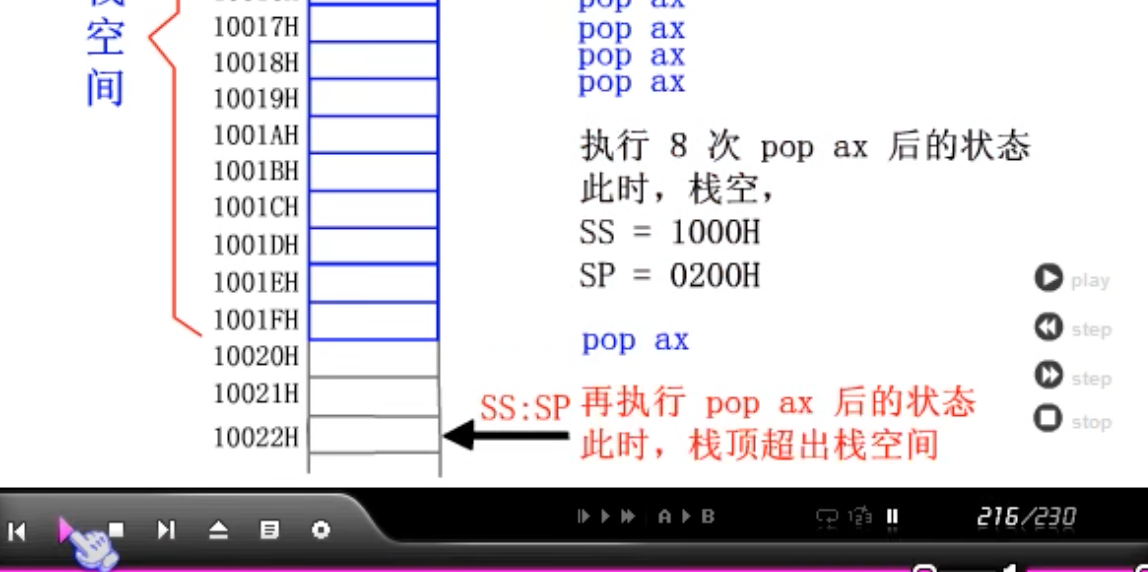 栈空间
10017H
10018H
10019H
1001AH
1001BH
1001CH
1001DH
1001EH
1001FH
10020H
10021H
10022H
pop ax
pop ax
pop ax
pop ax
执行 8 次 pop ax 后的状态
此时，栈空，
SS = 1000H
SP = 0200H
pop ax
SS:SP
再执行 pop ax 后的状态
此时，栈顶超出栈空间
play
step
step
stop
A B
123
216/230